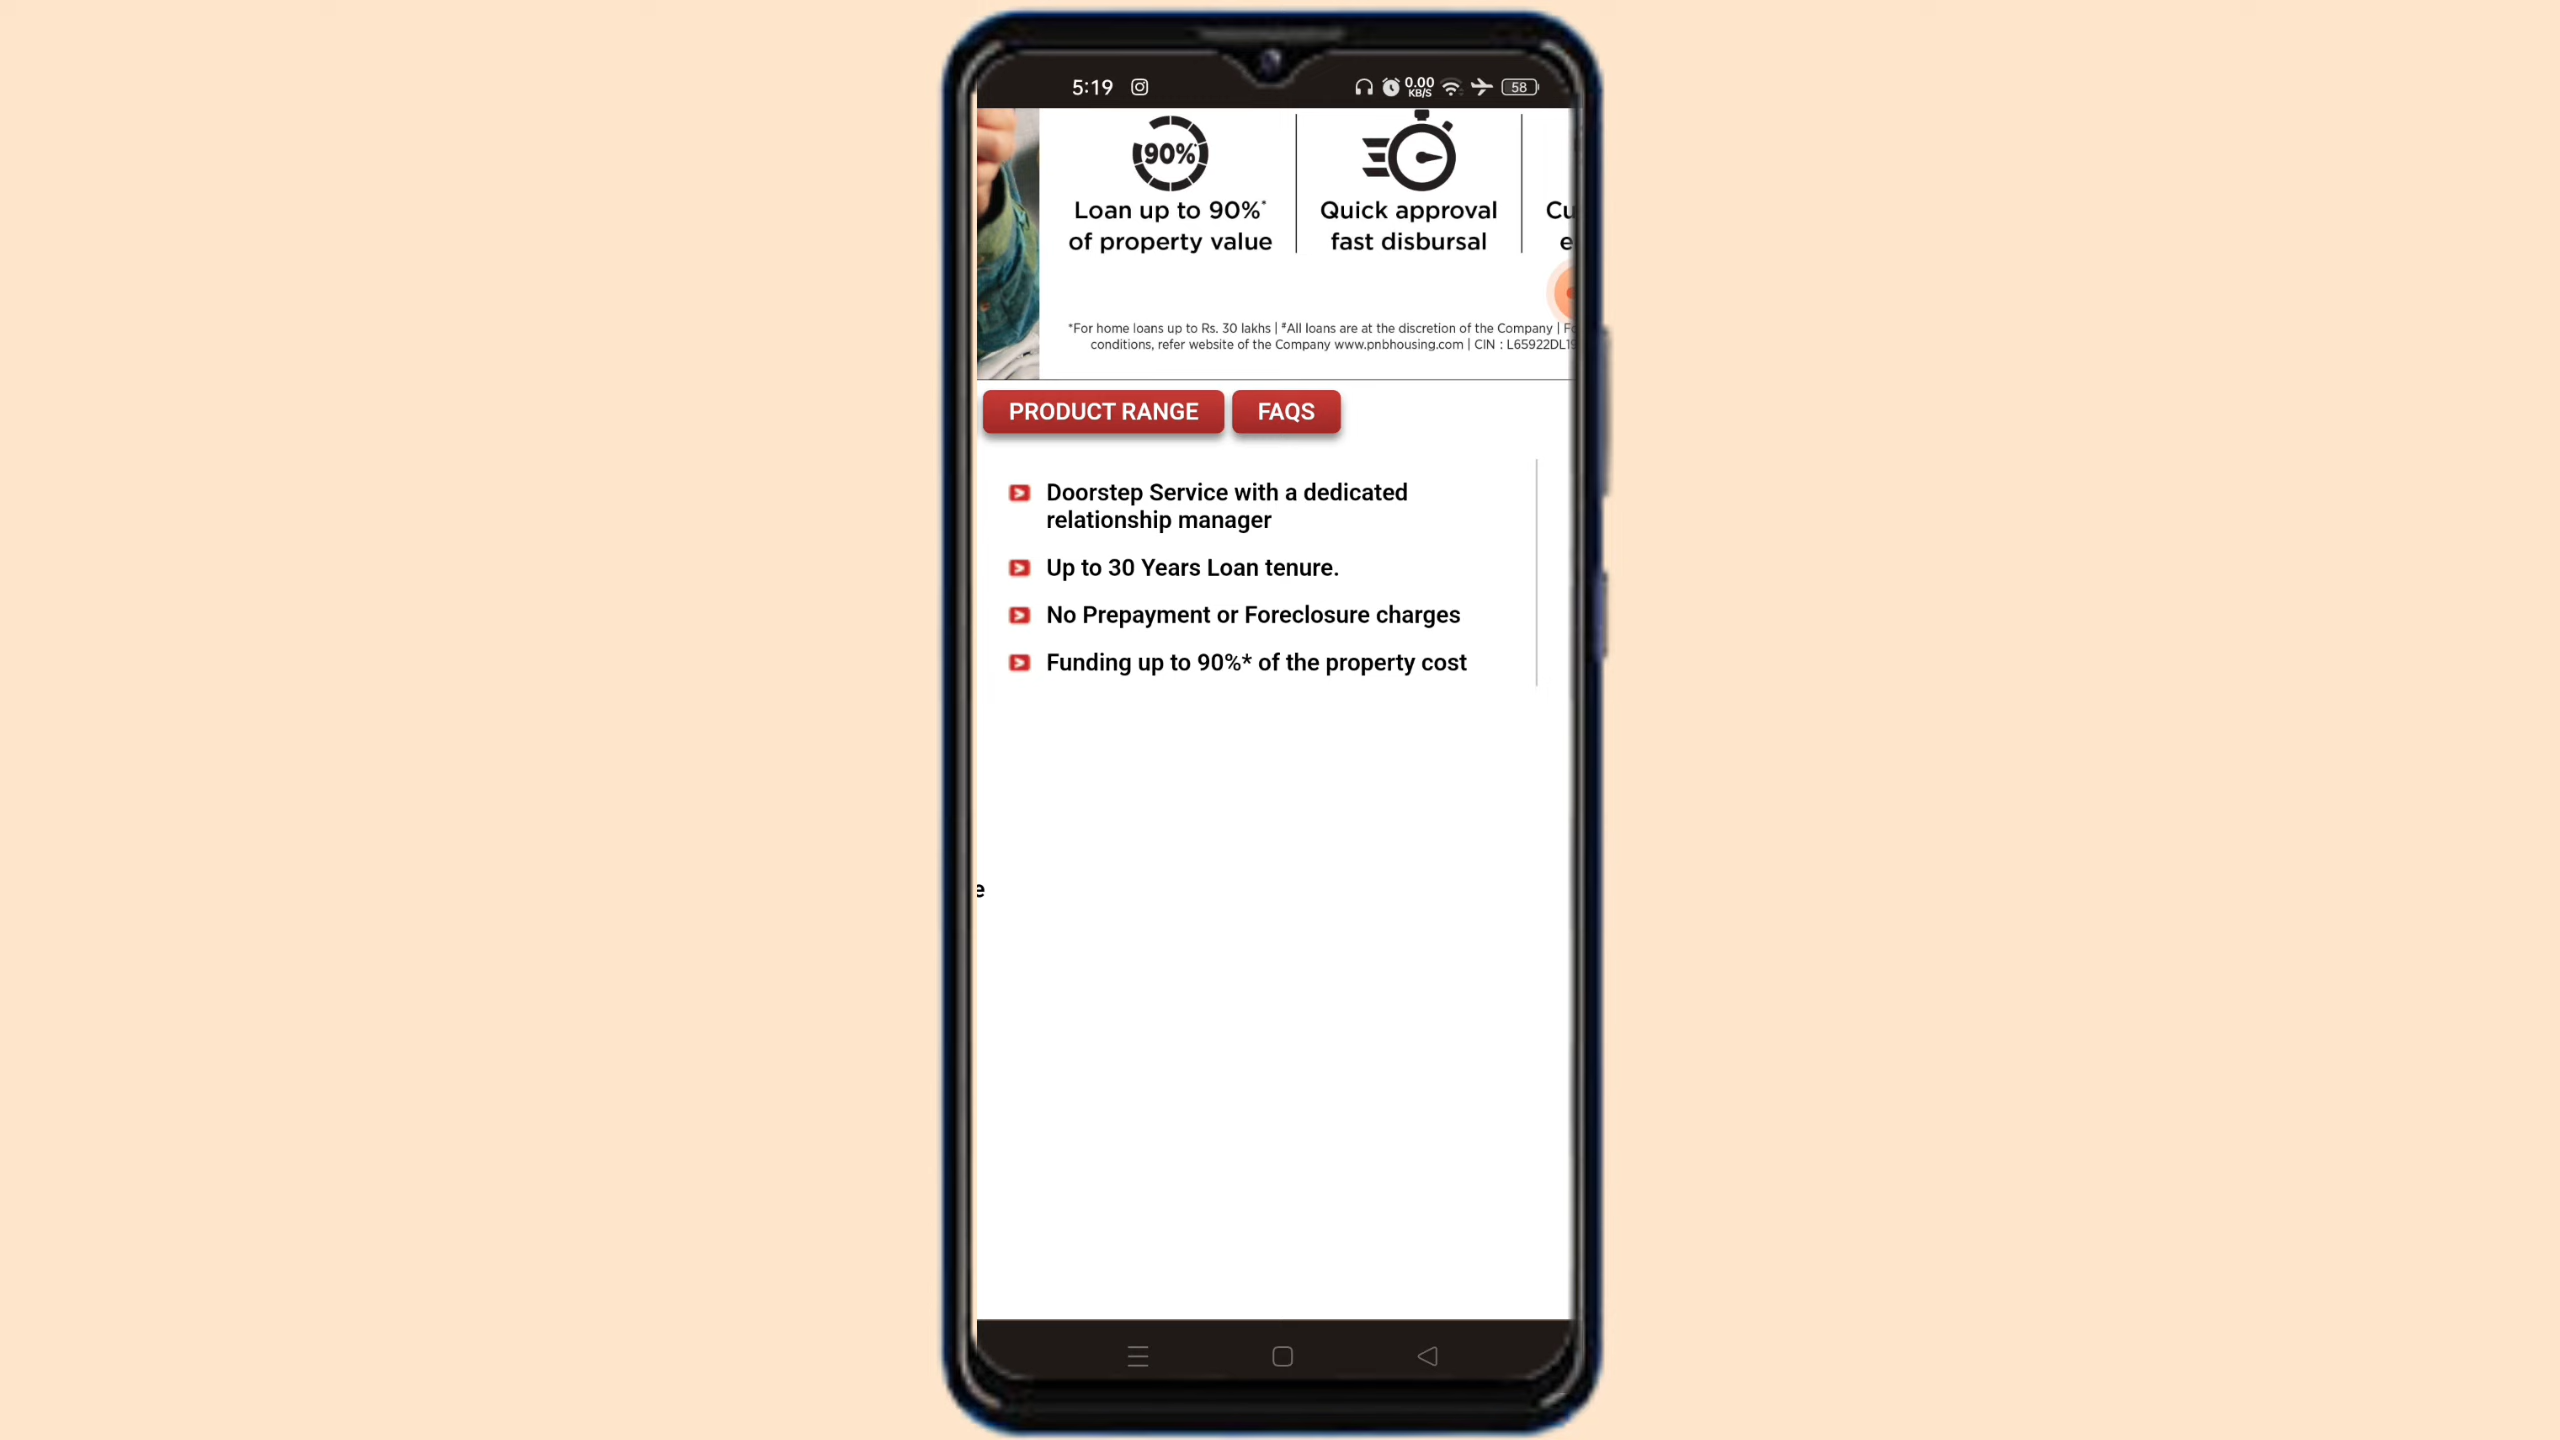 5:19
0.00
KB/S
58
90%
Loan up to 90%*
of property value
Quick approval
fast disbursal
Cu
e
*For home loans up to Rs. 30 lakhs | #All loans are at the discretion of the Company | Fo
conditions, refer website of the Company www.pnbhousing.com | CIN : L65922DL19
PRODUCT RANGE
FAQS
Doorstep Service with a dedicated
relationship manager
Up to 30 Years Loan tenure.
No Prepayment or Foreclosure charges
Funding up to 90%* of the property cost
e